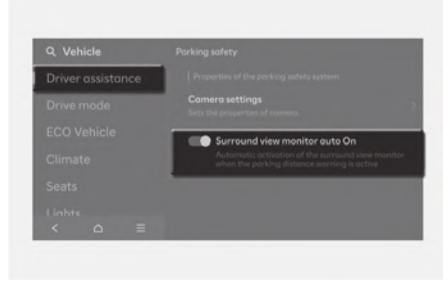 Vehicle
Parking safety
Driver assistance
Properties of the parking safety system.
Drive mode
Camera settings
Sets the properties of camera.
ECO Vehicle
Surround view monitor auto On
Climate
Automatic activation of the surround view monitor
when the parking distance warning is active
Seats
Lights